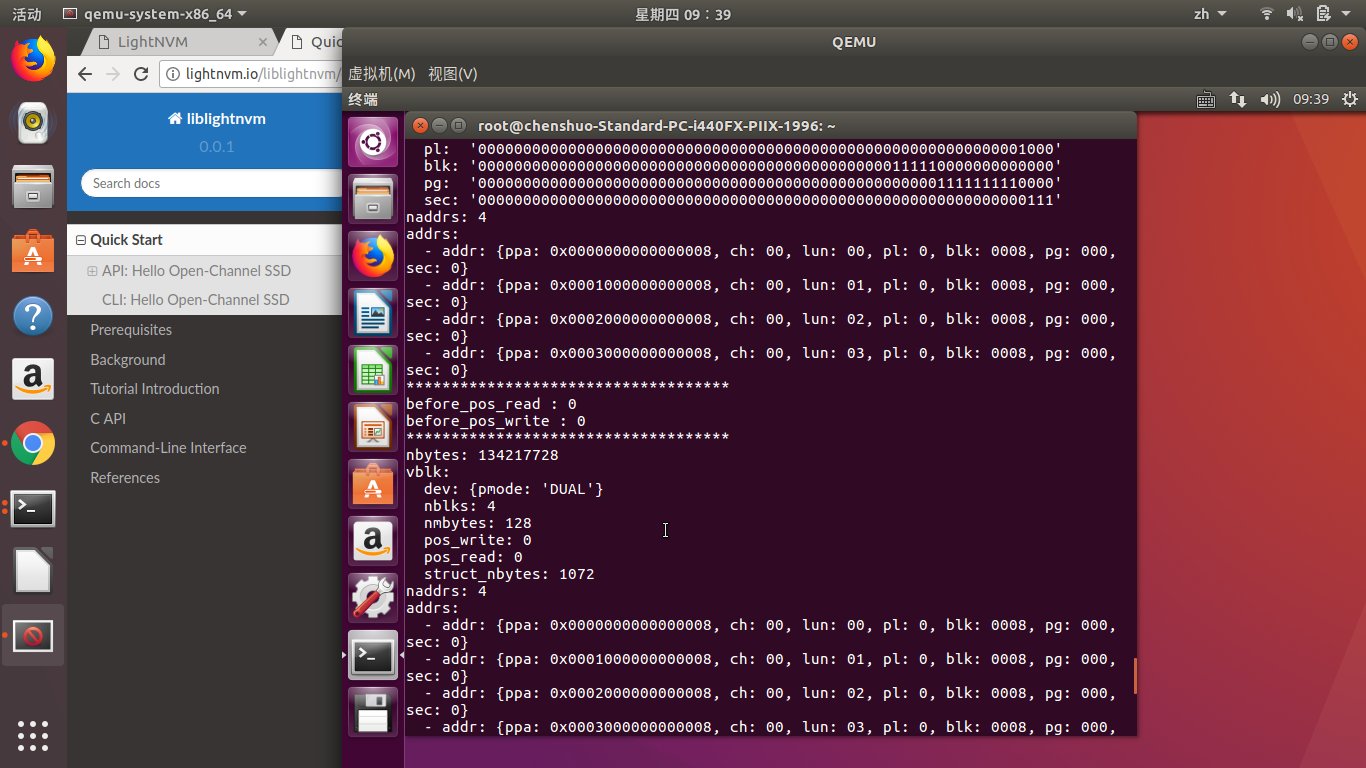 活动 qemu-system-x86_64 星期四 09：39 zh
LightNVM
Quic
lightnvm.io/liblightnvm/
liblightnvm
0.0.1
Search docs
Quick Start
API: Hello Open-Channel SSD
CLI: Hello Open-Channel SSD
Prerequisites
Background
Tutorial Introduction
C API
Command-Line Interface
References
QEMU
虚拟机(M) 视图(V)
终端 09:39
root@chenshuo-Standard-PC-i440FX-PIIX-1996: ~
pl: '0000000000000000000000000000000000000000000000000000000000001000'
blk: '0000000000000000000000000000000000000000000000111110000000000000'
pg: '0000000000000000000000000000000000000000000000000001111111110000'
sec: '0000000000000000000000000000000000000000000000000000000000000111'
naddrs: 4
addrs:
- addr: {ppa: 0x0000000000000008, ch: 00, lun: 00, pl: 0, blk: 0008, pg: 000,
sec: 0}
- addr: {ppa: 0x0001000000000008, ch: 00, lun: 01, pl: 0, blk: 0008, pg: 000,
sec: 0}
- addr: {ppa: 0x0002000000000008, ch: 00, lun: 02, pl: 0, blk: 0008, pg: 000,
sec: 0}
- addr: {ppa: 0x0003000000000008, ch: 00, lun: 03, pl: 0, blk: 0008, pg: 000,
sec: 0}
************************************
before_pos_read : 0
before_pos_write : 0
************************************
nbytes: 134217728
vblk:
dev: {pmode: 'DUAL'}
nblks: 4
nmbytes: 128
pos_write: 0
pos_read: 0
struct_nbytes: 1072
naddrs: 4
addrs:
- addr: {ppa: 0x0000000000000008, ch: 00, lun: 00, pl: 0, blk: 0008, pg: 000,
sec: 0}
- addr: {ppa: 0x0001000000000008, ch: 00, lun: 01, pl: 0, blk: 0008, pg: 000,
sec: 0}
- addr: {ppa: 0x0002000000000008, ch: 00, lun: 02, pl: 0, blk: 0008, pg: 000,
sec: 0}
- addr: {ppa: 0x0003000000000008, ch: 00, lun: 03, pl: 0, blk: 0008, pg: 000,